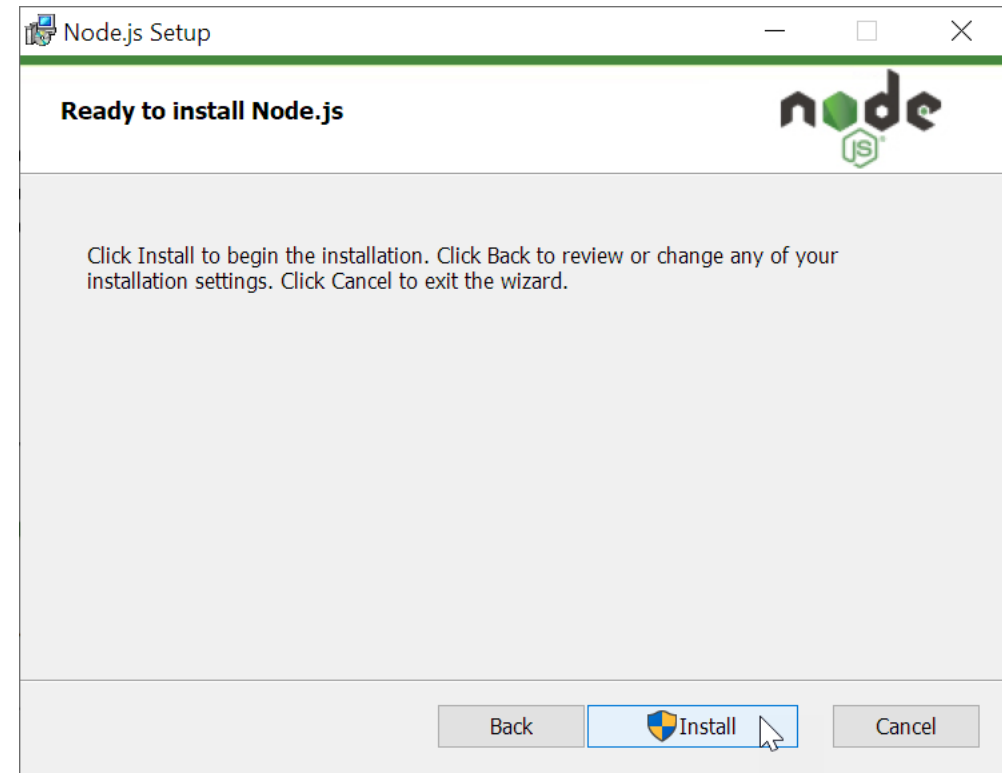 Node.js Setup
Ready to install Node.js
node
JS
Click Install to begin the installation. Click Back to review or change any of your
installation settings. Click Cancel to exit the wizard.
Back
Install
Cancel